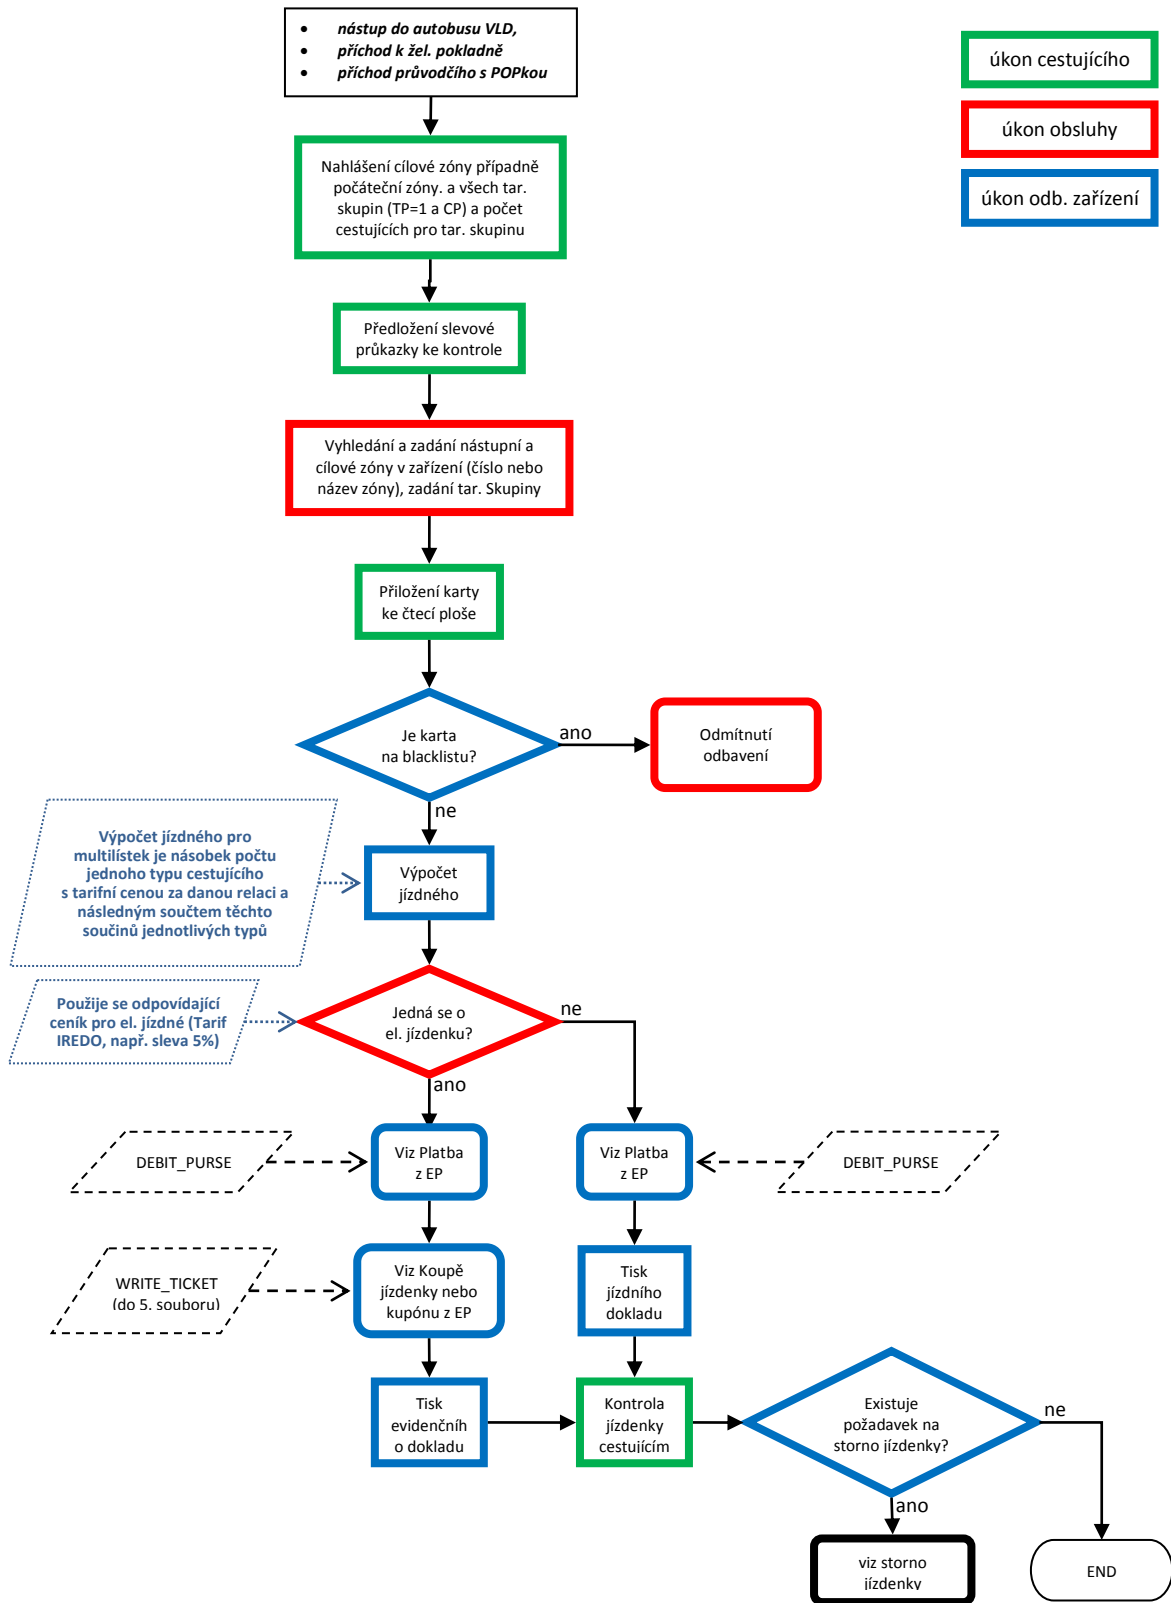 • nástup do autobusu VLD,
• příchod k žel. pokladně
• příchod průvodčího s POPkou
úkon cestujícího
úkon obsluhy
úkon odb. zařízení
Nahlášení cílové zóny případně
počáteční zóny. a všech tar.
skupin (TP=1 a CP) a počet
cestujících pro tar. skupinu
Předložení slevové
průkazky ke kontrole
Vyhledání a zadání nástupní a
cílové zóny v zařízení (číslo nebo
název zóny), zadání tar. Skupiny
Přiložení karty
ke čtecí ploše
Je karta
na blacklistu?
ano
Odmítnutí
odbavení
ne
Výpočet jízdného pro
multilístek je násobek počtu
jednoho typu cestujícího
s tarifní cenou za danou relaci a
následným součtem těchto
součinů jednotlivých typů
Výpočet
jízdného
Použije se odpovídající
ceník pro el. jízdné (Tarif
IREDO, např. sleva 5%)
Jedná se o
el. jízdenku?
ne
ano
DEBIT_PURSE
Viz Platba
z EP
Viz Platba
z EP
DEBIT_PURSE
WRITE_TICKET
(do 5. souboru)
Viz Koupě
jízdenky nebo
kupónu z EP
Tisk
jízdního
dokladu
Tisk
evidenčníh
o dokladu
Kontrola
jízdenky
cestujícím
Existuje
požadavek na
storno jízdenky?
ne
ano
viz storno
jízdenky
END